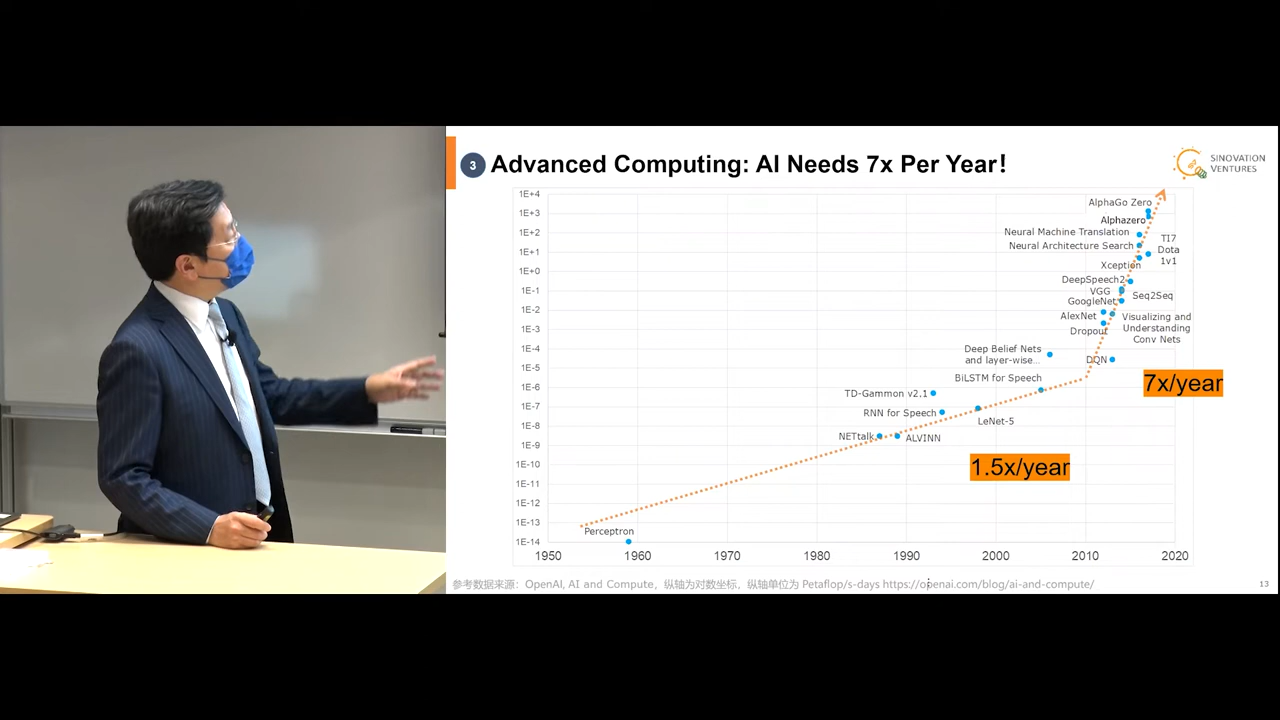 3 Advanced Computing: AI Needs 7x Per Year!
SINOVATION
VENTURES
1E+4
1E+3
1E+2
1E+1
1E+0
1E-1
1E-2
1E-3
1E-4
1E-5
1E-6
1E-7
1E-8
1E-9
1E-10
1E-11
1E-12
1E-13
1E-14
AlphaGo Zero
Alphazero
Neural Machine Translation
Neural Architecture Search
TI7
Dota
1v1
Xception
DeepSpeech2
VGG
Seq2Seq
GoogleNet
AlexNet
Visualizing and
Understanding
Conv Nets
Dropout
Deep Belief Nets
and layer-wise...
DQN
BiLSTM for Speech
7x/year
TD-Gammon v2.1
RNN for Speech
LeNet-5
NETtalk
ALVINN
1.5x/year
Perceptron
1950 1960 1970 1980 1990 2000 2010 2020
参考数据来源：OpenAI, AI and Compute，纵轴为对数坐标，纵轴单位为 Petaflop/s-days https://openai.com/blog/ai-and-compute/
13